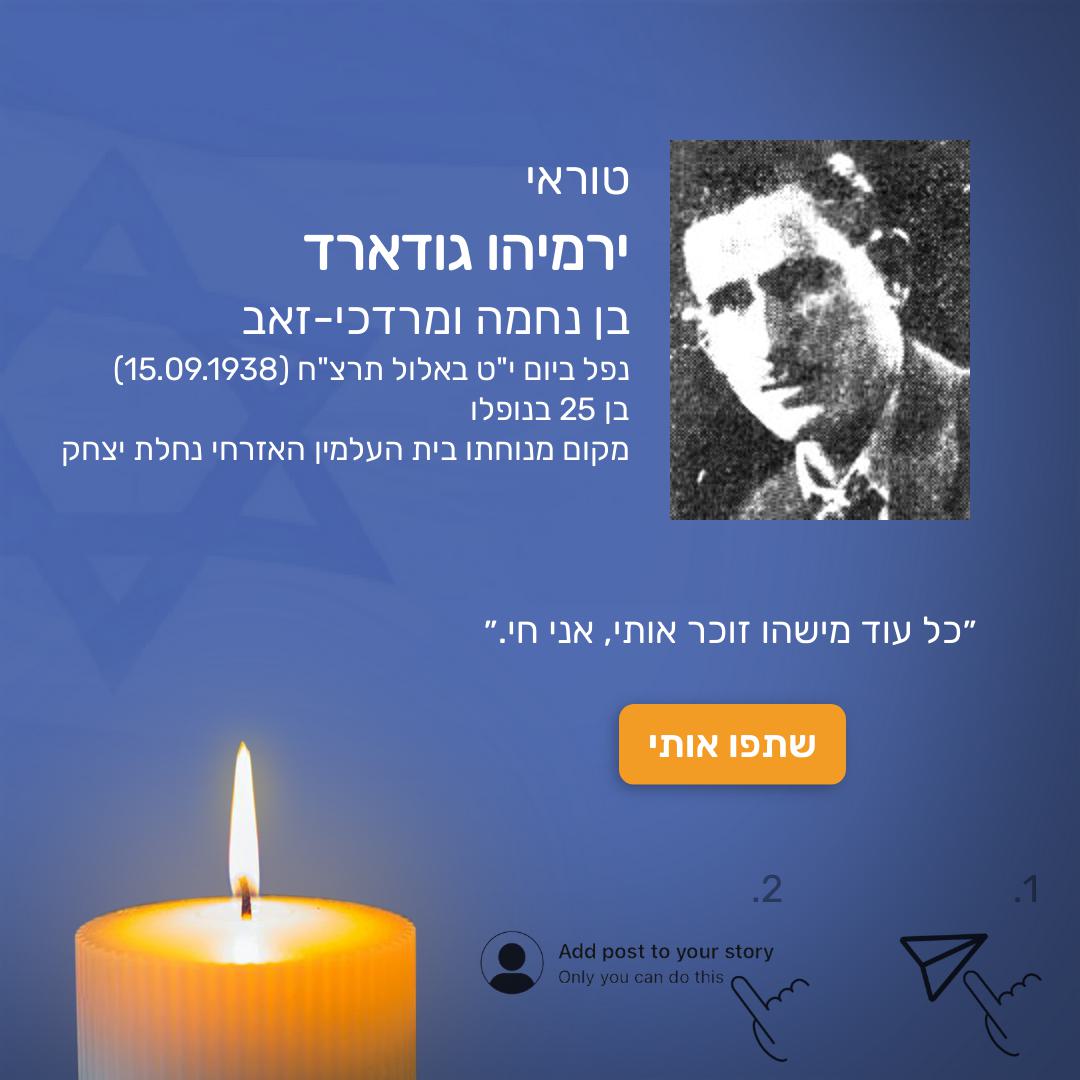 טוראי
ירמיהו גודארד
בן נחמה ומרדכי-זאב
נפל ביום י"ט באלול תרצ"ח (15.09.1938)
בן 25 בנופלו
מקום מנוחתו בית העלמין האזרחי נחלת יצחק
״כל עוד מישהו זוכר אותי, אני חי.״
שתפו אותי
1.
2.
Add post to your story
Only you can do this